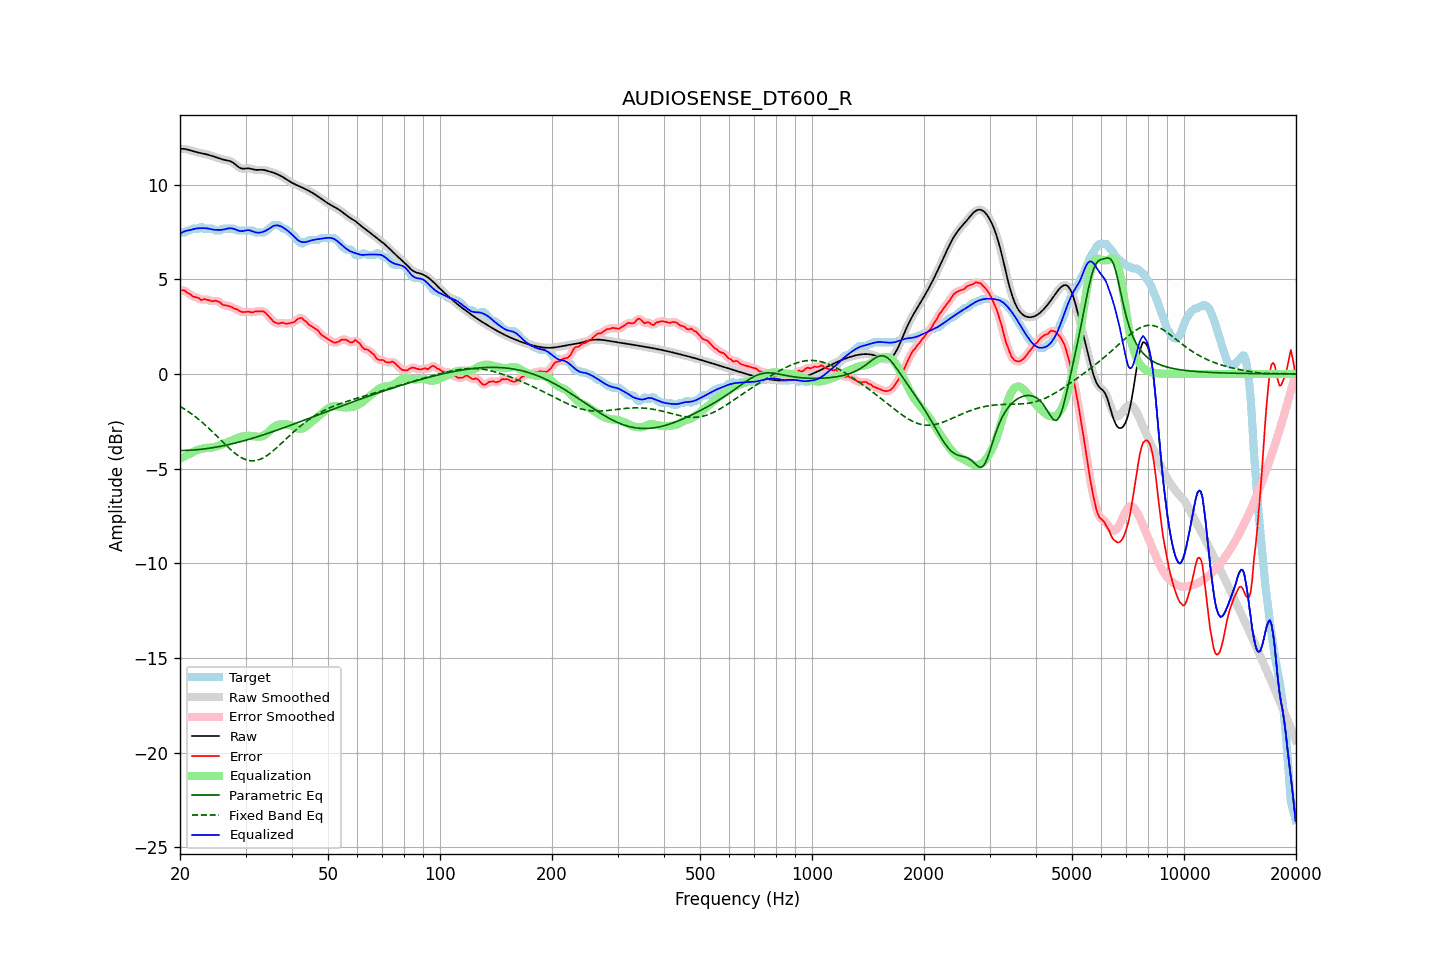 AUDIOSENSE_DT600_R
Amplitude (dBr)
10
5
0
−5
−10
−15
−20
−25
Target
Raw Smoothed
Error Smoothed
Raw
Error
Equalization
Parametric Eq
Fixed Band Eq
Equalized
20 50 100 200 500 1000 2000 5000 10000 20000
Frequency (Hz)